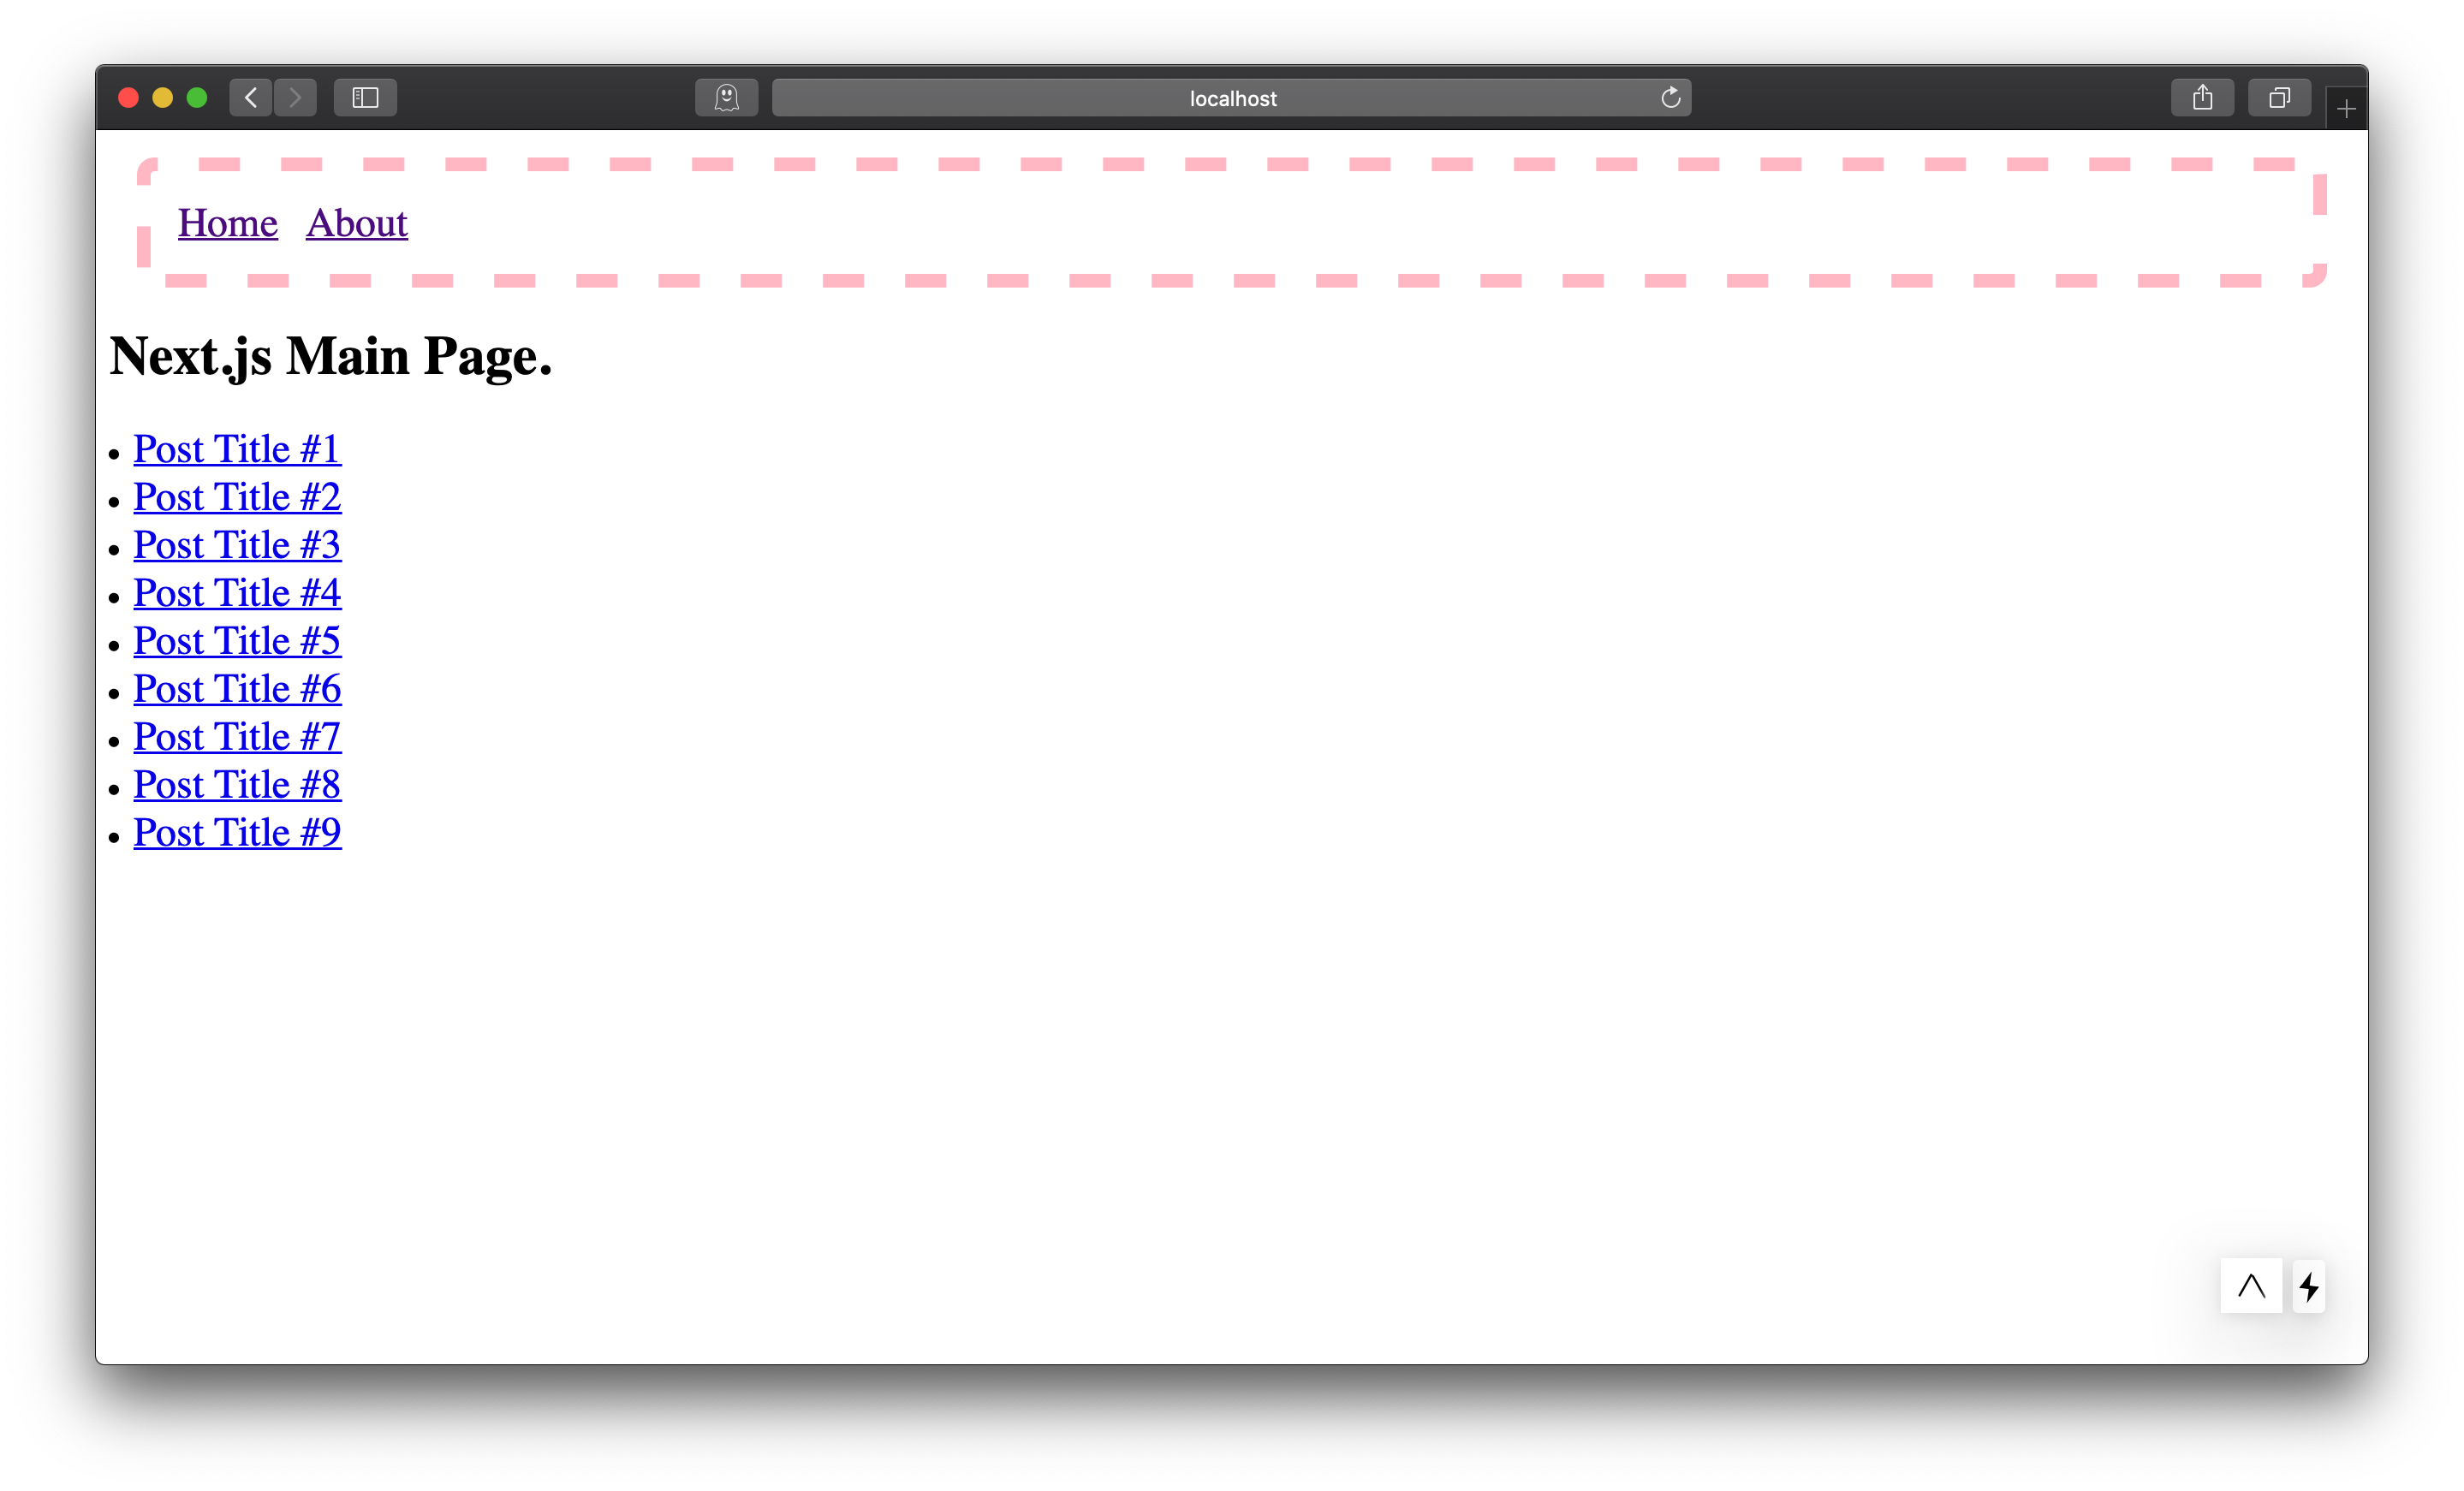 localhost
Home About
Next.js Main Page.
• Post Title #1
• Post Title #2
• Post Title #3
• Post Title #4
• Post Title #5
• Post Title #6
• Post Title #7
• Post Title #8
• Post Title #9